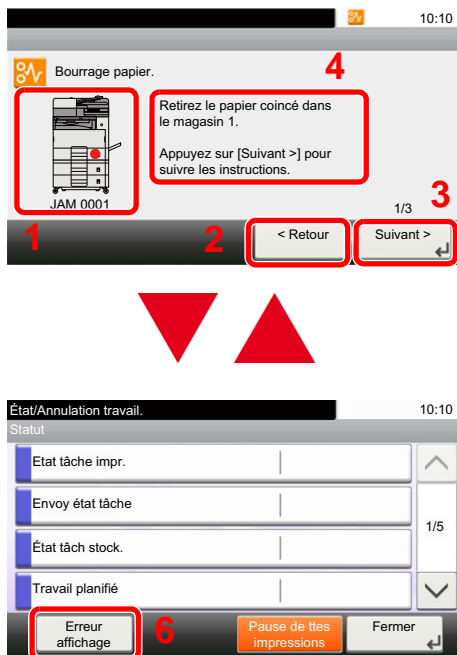 10:10
Bourrage papier.
4
Retirez le papier coincé dans
le magasin 1.
Appuyez sur [Suivant >] pour
suivre les instructions.
JAM 0001
1/3
3
1
2
< Retour
Suivant >
État/Annulation travail.
10:10
Statut
Etat tâche impr.
Envoy état tâche
1/5
État tâch stock.
Travail planifié
Erreur
affichage
6
Pause de ttes
impressions
Fermer